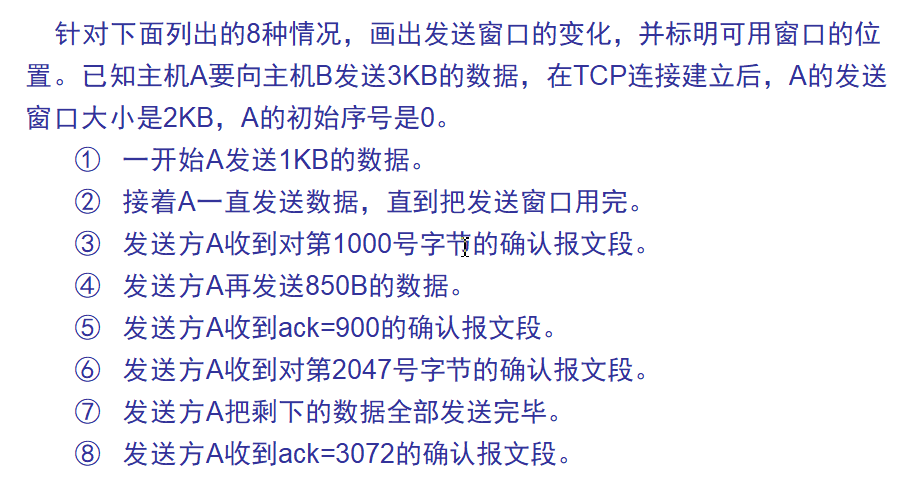 针对下面列出的8种情况，画出发送窗口的变化，并标明可用窗口的位
置。已知主机A要向主机B发送3KB的数据，在TCP连接建立后，A的发送
窗口大小是2KB，A的初始序号是0。
① 一开始A发送1KB的数据。
② 接着A一直发送数据，直到把发送窗口用完。
③ 发送方A收到对第1000号字节的确认报文段。
④ 发送方A再发送850B的数据。
⑤ 发送方A收到ack=900的确认报文段。
⑥ 发送方A收到对第2047号字节的确认报文段。
⑦ 发送方A把剩下的数据全部发送完毕。
⑧ 发送方A收到ack=3072的确认报文段。